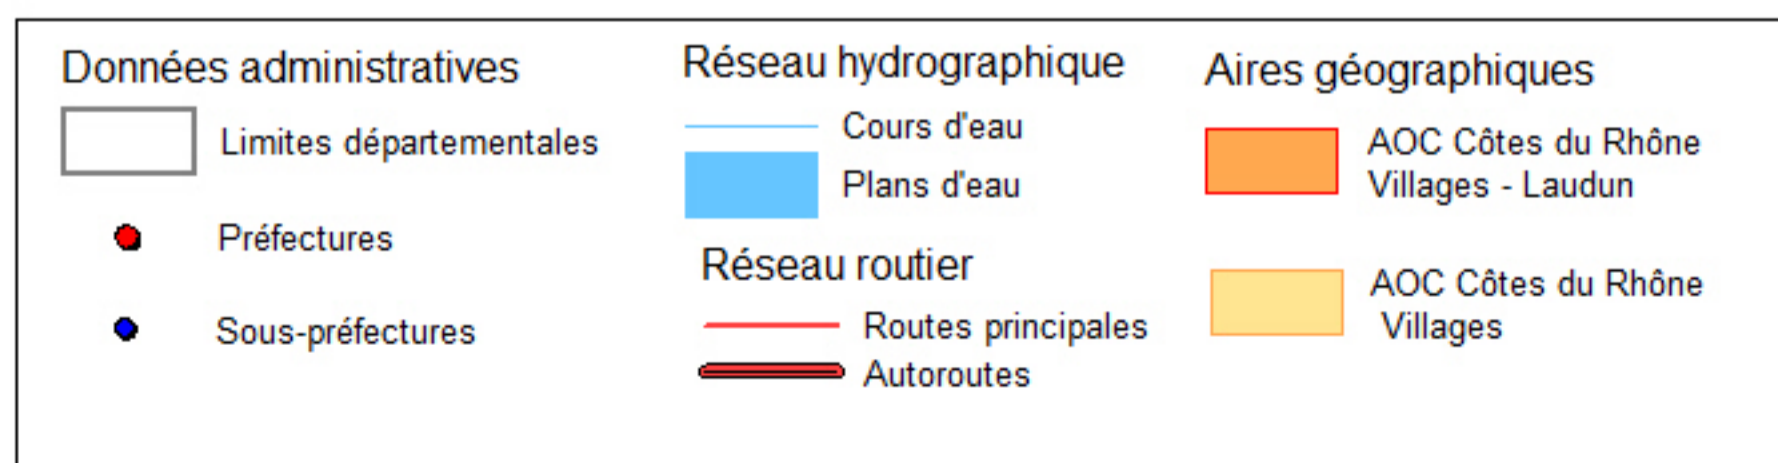 Données administratives
Limites départementales
Préfectures
Sous-préfectures
Réseau hydrographique
Cours d'eau
Plans d'eau
Réseau routier
Routes principales
Autoroutes
Aires géographiques
AOC Côtes du Rhône
Villages - Laudun
AOC Côtes du Rhône
Villages